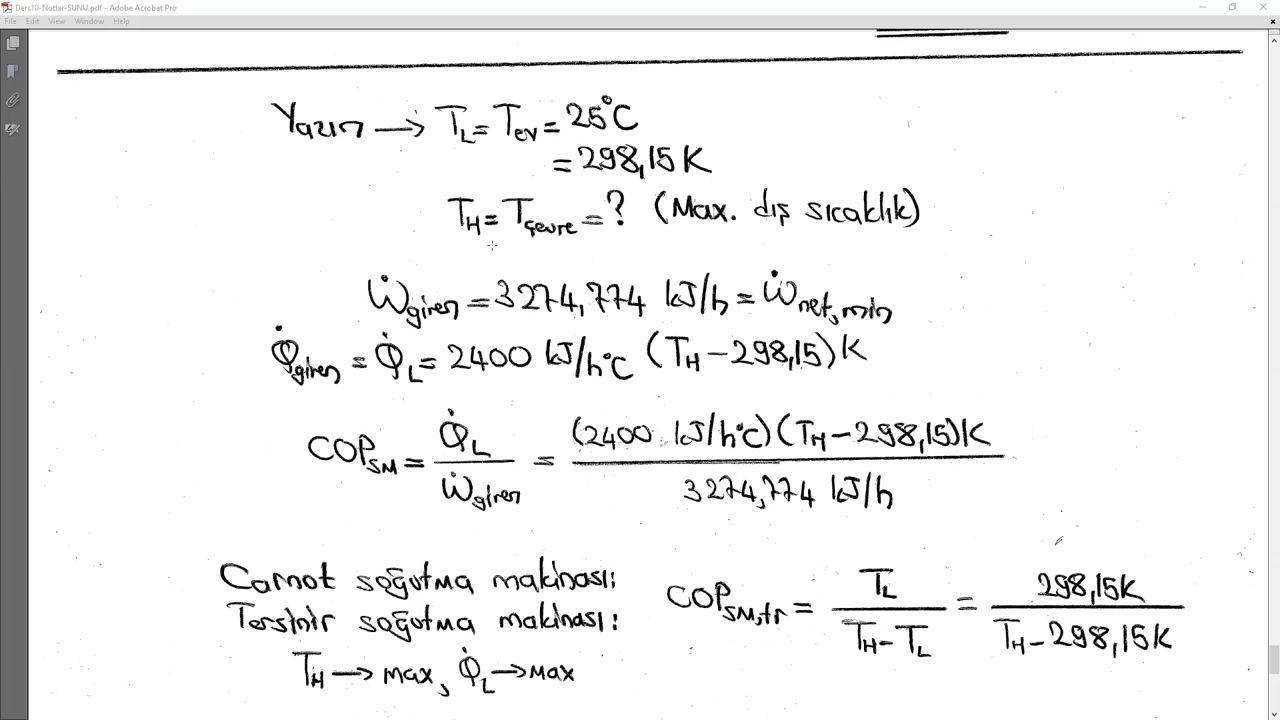 Ders10-Notlar-SUNU.pdf - Adobe Acrobat Pro
File Edit View Window Help
Yazın → T_L = T_ev = 25°C
= 298,15 K
T_H = T_çevre = ? (Max. dış sıcaklık)
Ẇ_giren = 3274,774 kJ/h = Ẇ_net,min
Q̇_giren = Q̇_L = 2400 kJ/h°C (T_H − 298,15) K
COP_SM = Q̇_L / Ẇ_giren = (2400 kJ/h°C)(T_H − 298,15)K / 3274,774 kJ/h
Carnot soğutma makinası:
Tersinir soğutma makinası:
COP_SM,tr = T_L / (T_H − T_L) = 298,15K / (T_H − 298,15K)
T_H → max, Q̇_L → max